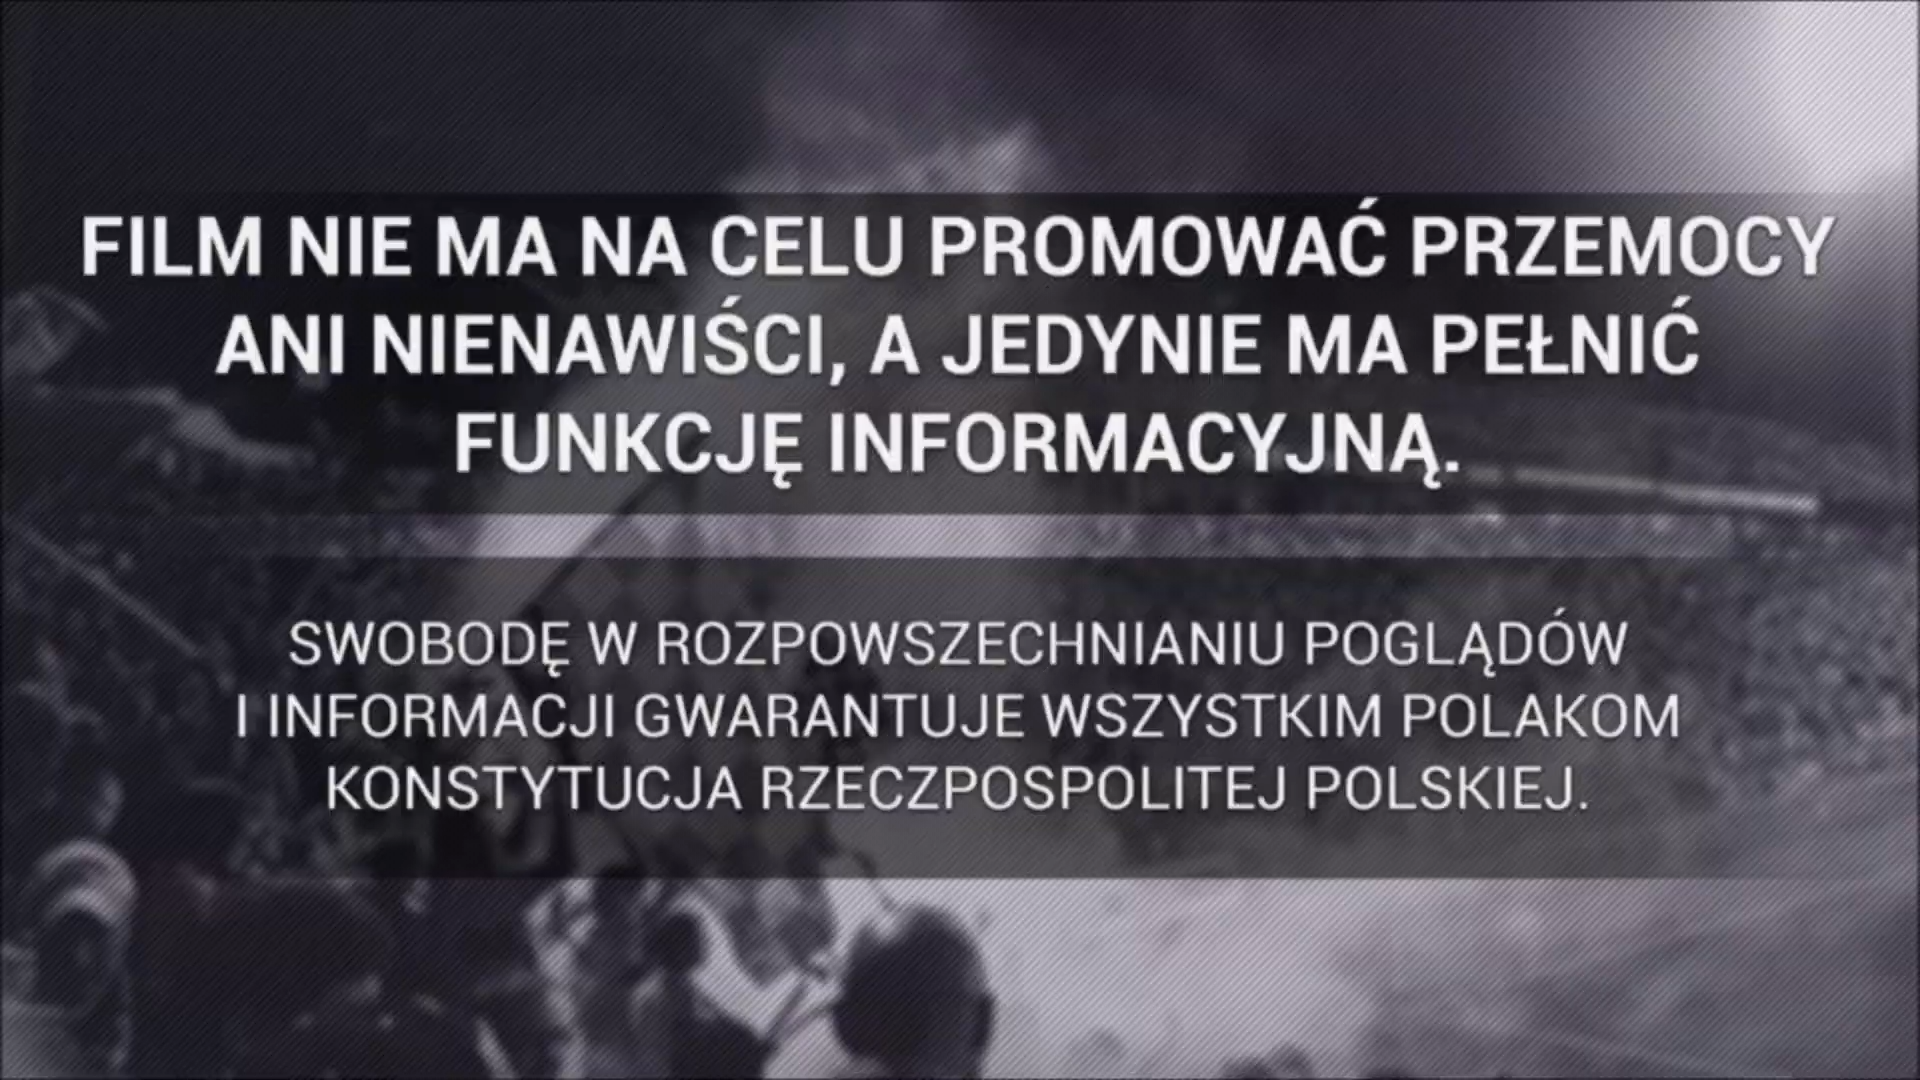 FILM NIE MA NA CELU PROMOWAĆ PRZEMOCY
ANI NIENAWIŚCI, A JEDYNIE MA PEŁNIĆ
FUNKCJĘ INFORMACYJNĄ.
SWOBODĘ W ROZPOWSZECHNIANIU POGLĄDÓW
I INFORMACJI GWARANTUJE WSZYSTKIM POLAKOM
KONSTYTUCJA RZECZPOSPOLITEJ POLSKIEJ.